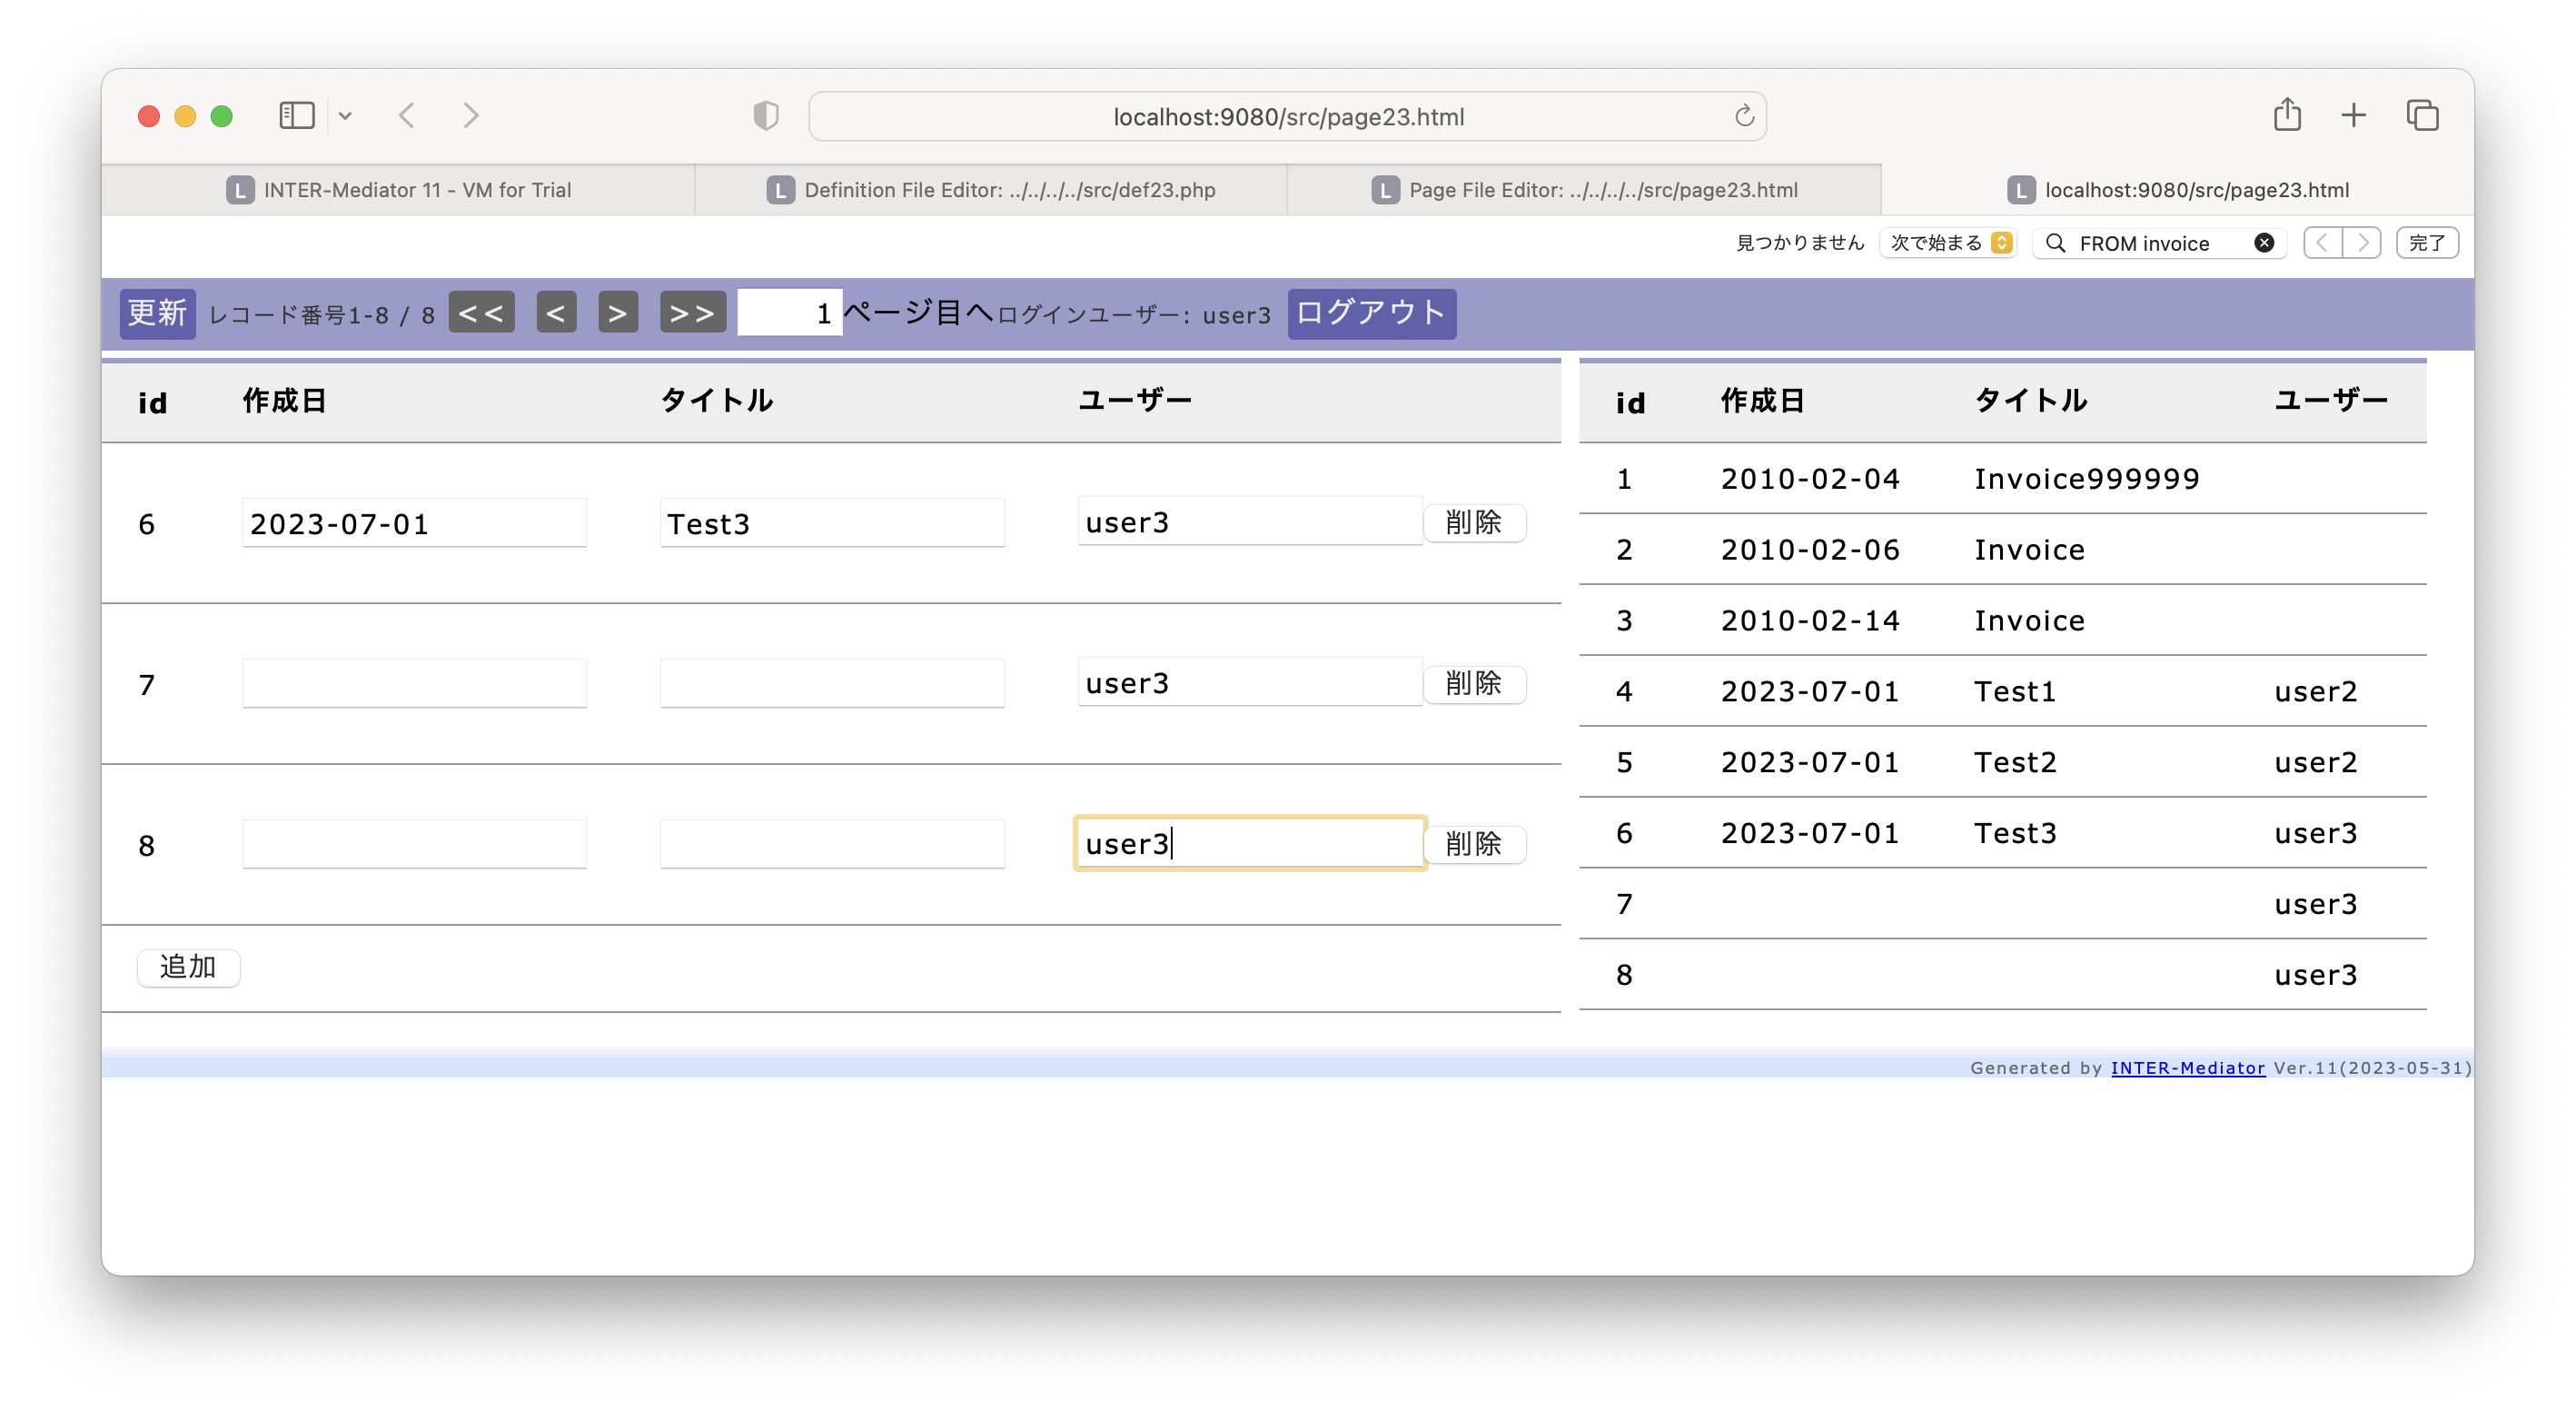 localhost:9080/src/page23.html
L INTER-Mediator 11 - VM for Trial
L Definition File Editor: ../../../../src/def23.php
L Page File Editor: ../../../../src/page23.html
L localhost:9080/src/page23.html
見つかりません 次で始まる FROM invoice 完了
更新 レコード番号1-8 / 8 << < > >> 1 ページ目へ ログインユーザー: user3 ログアウト
id 作成日 タイトル ユーザー
6 2023-07-01 Test3 user3 削除
7 user3 削除
8 user3 削除
追加
id 作成日 タイトル ユーザー
1 2010-02-04 Invoice999999
2 2010-02-06 Invoice
3 2010-02-14 Invoice
4 2023-07-01 Test1 user2
5 2023-07-01 Test2 user2
6 2023-07-01 Test3 user3
7 user3
8 user3
Generated by INTER-Mediator Ver.11(2023-05-31)